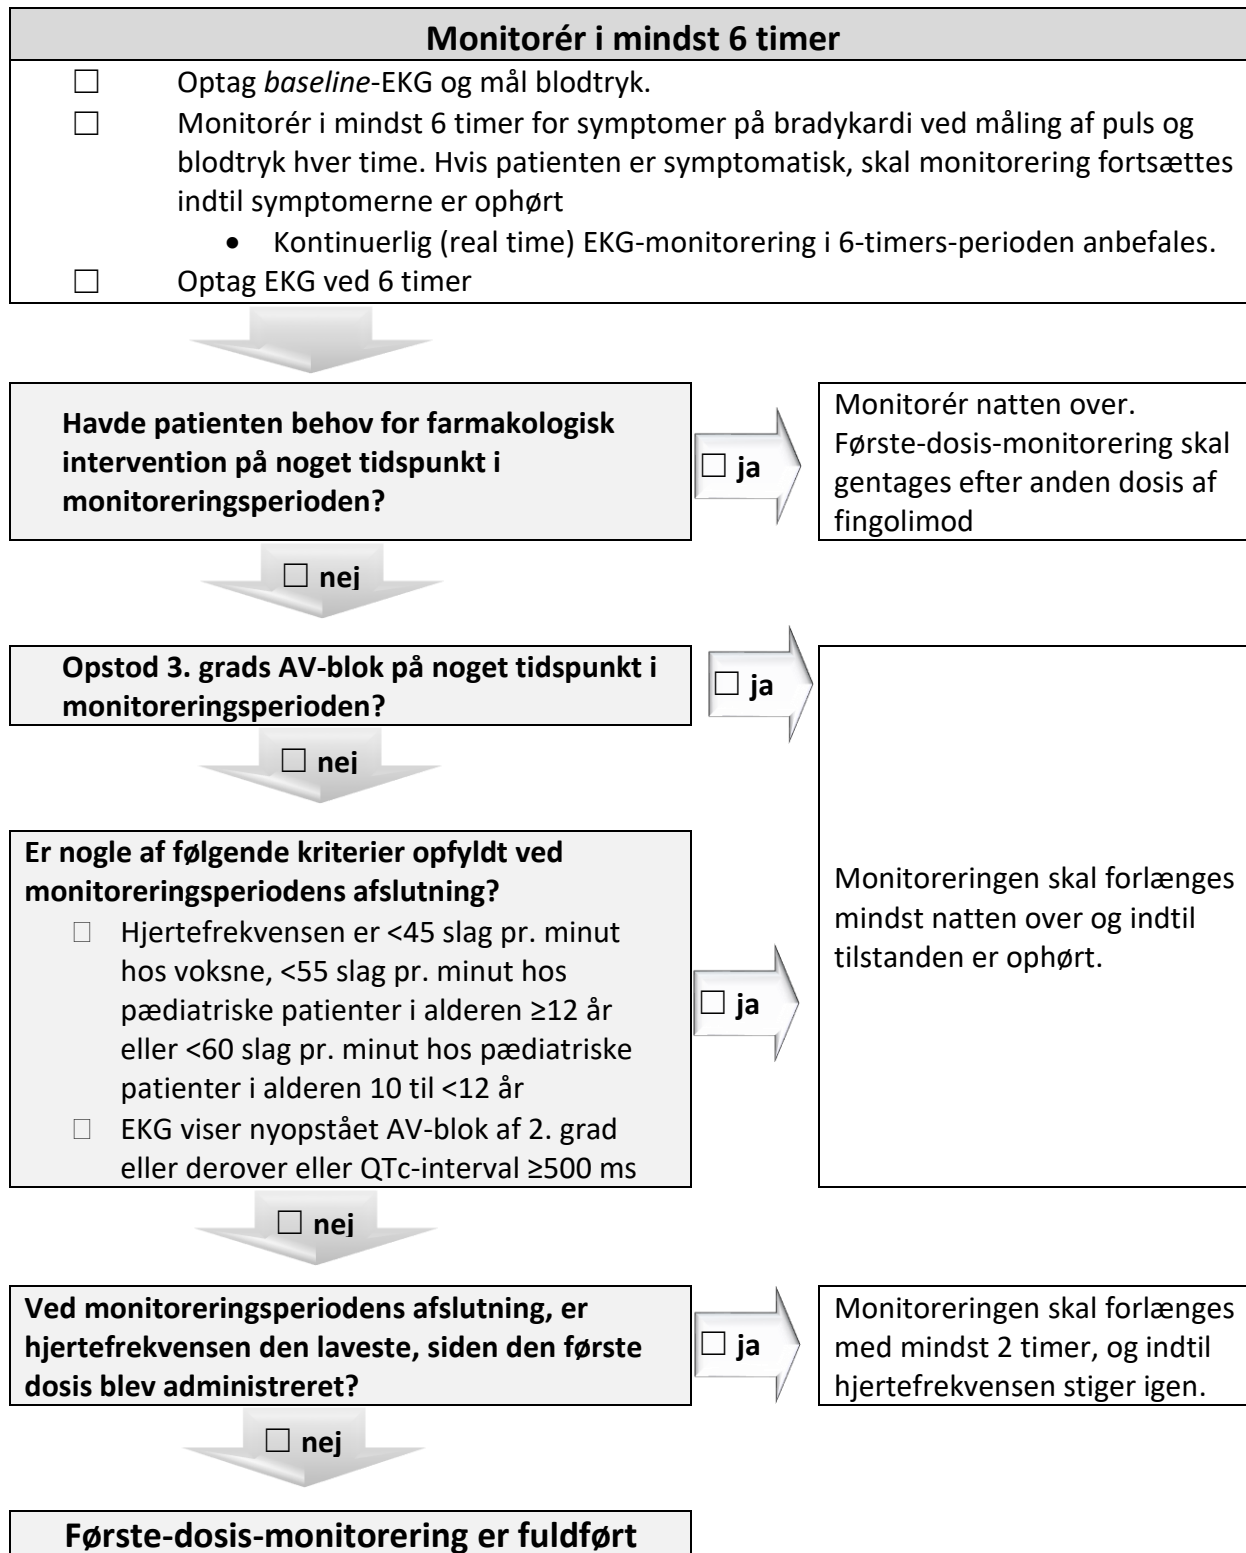 Monitorér i mindst 6 timer
☐ Optag baseline-EKG og mål blodtryk.
☐ Monitorér i mindst 6 timer for symptomer på bradykardi ved måling af puls og
blodtryk hver time. Hvis patienten er symptomatisk, skal monitorering fortsættes
indtil symptomerne er ophørt
• Kontinuerlig (real time) EKG-monitorering i 6-timers-perioden anbefales.
☐ Optag EKG ved 6 timer
Havde patienten behov for farmakologisk
intervention på noget tidspunkt i
monitoreringsperioden?
☐ ja
Monitorér natten over.
Første-dosis-monitorering skal
gentages efter anden dosis af
fingolimod
☐ nej
Opstod 3. grads AV-blok på noget tidspunkt i
monitoreringsperioden?
☐ ja
☐ nej
Er nogle af følgende kriterier opfyldt ved
monitoreringsperiodens afslutning?
☐ Hjertefrekvensen er <45 slag pr. minut
hos voksne, <55 slag pr. minut hos
pædiatriske patienter i alderen ≥12 år
eller <60 slag pr. minut hos pædiatriske
patienter i alderen 10 til <12 år
☐ EKG viser nyopstået AV-blok af 2. grad
eller derover eller QTc-interval ≥500 ms
☐ ja
Monitoreringen skal forlænges
mindst natten over og indtil
tilstanden er ophørt.
☐ nej
Ved monitoreringsperiodens afslutning, er
hjertefrekvensen den laveste, siden den første
dosis blev administreret?
☐ ja
Monitoreringen skal forlænges
med mindst 2 timer, og indtil
hjertefrekvensen stiger igen.
☐ nej
Første-dosis-monitorering er fuldført